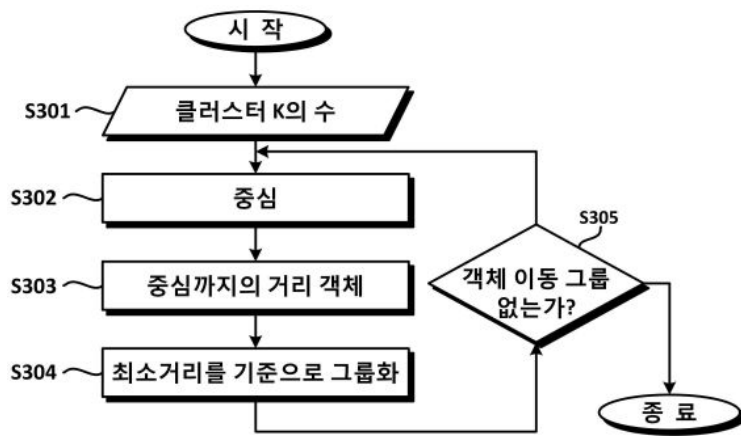 시 작
S301
클러스터 K의 수
S302
중심
S303
중심까지의 거리 객체
S304
최소거리를 기준으로 그룹화
S305
객체 이동 그룹
없는가?
종 료